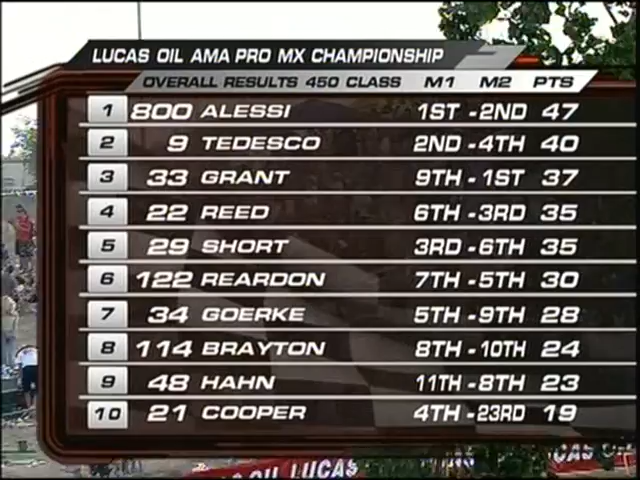 LUCAS OIL AMA PRO MX CHAMPIONSHIP
OVERALL RESULTS 450 CLASS M1 M2 PTS
1 800 ALESSI 1ST - 2ND 47
2 9 TEDESCO 2ND - 4TH 40
3 33 GRANT 9TH - 1ST 37
4 22 REED 6TH - 3RD 35
5 29 SHORT 3RD - 6TH 35
6 122 REARDON 7TH - 5TH 30
7 34 GOERKE 5TH - 9TH 28
8 114 BRAYTON 8TH - 10TH 24
9 48 HAHN 11TH - 8TH 23
10 21 COOPER 4TH - 23RD 19
OIL LUCAS